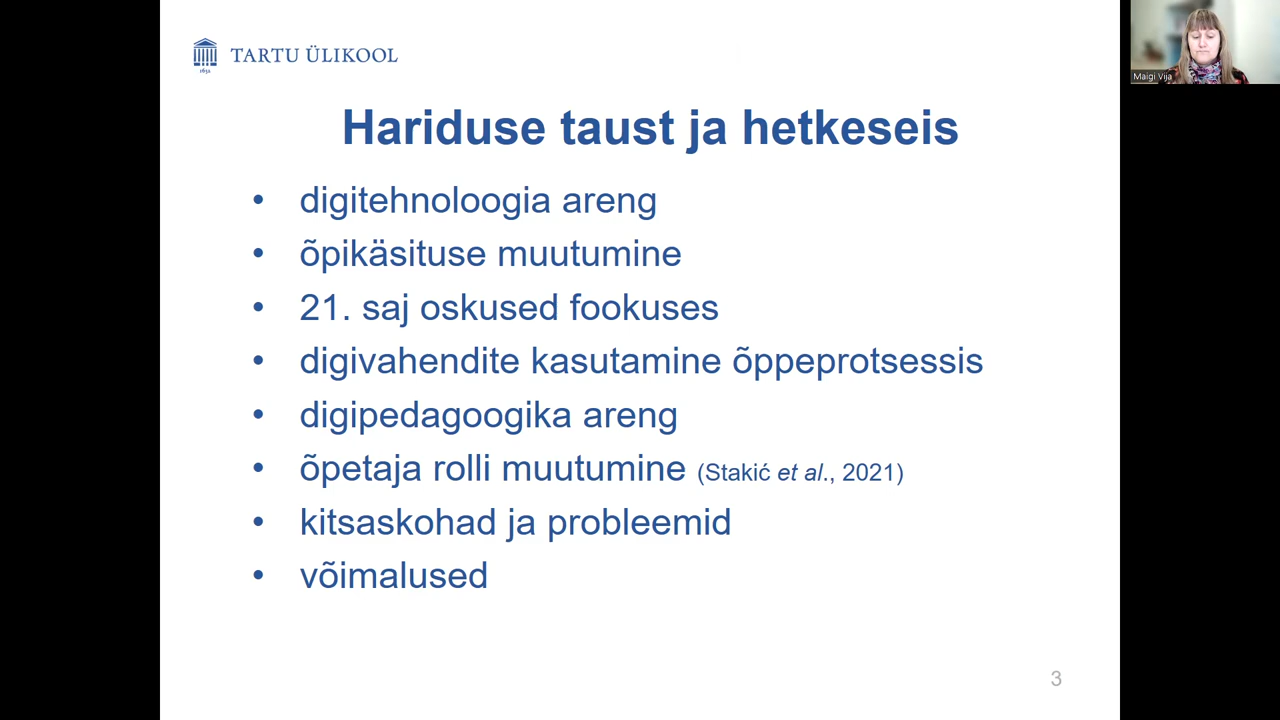 TARTU ÜLIKOOL
1632
Maigi Vija
Hariduse taust ja hetkeseis
• digitehnoloogia areng
• õpikäsituse muutumine
• 21. saj oskused fookuses
• digivahendite kasutamine õppeprotsessis
• digipedagoogika areng
• õpetaja rolli muutumine (Stakić et al., 2021)
• kitsaskohad ja probleemid
• võimalused
3